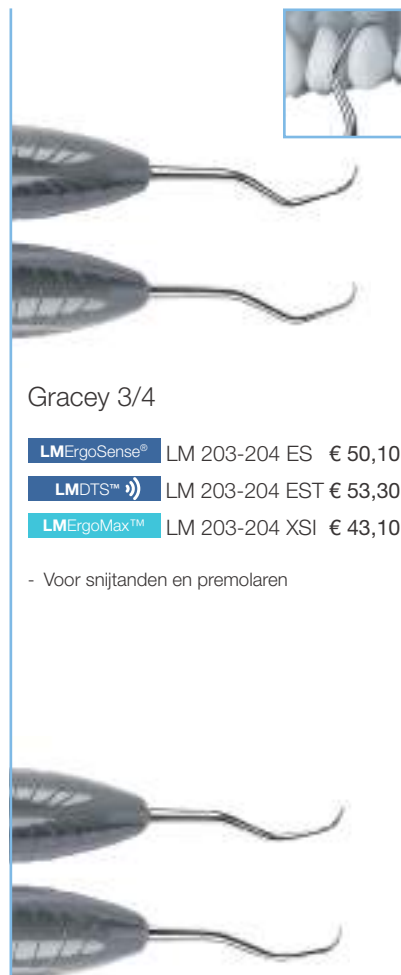 Gracey 3/4
LMErgoSense® LM 203-204 ES € 50,10
LMDTS™ LM 203-204 EST € 53,30
LMErgoMax™ LM 203-204 XSI € 43,10
- Voor snijtanden en premolaren